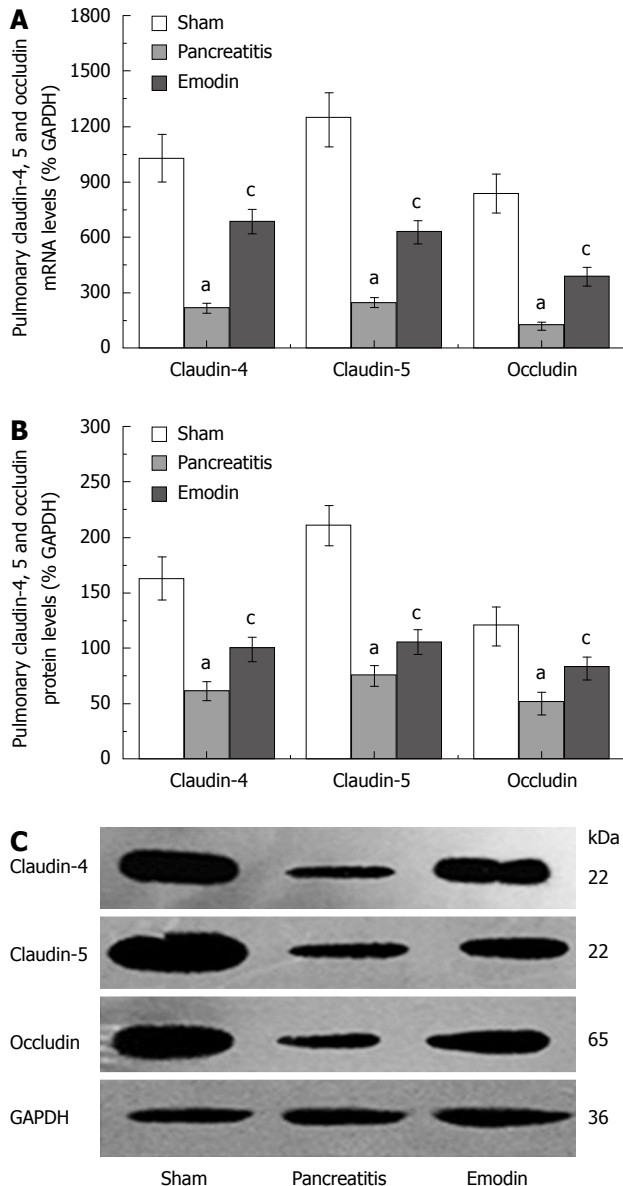 A
Pulmonary claudin-4, 5 and occludin
mRNA levels (% GAPDH)
1800
1500
1200
900
600
300
0
Sham
Pancreatitis
Emodin
a
c
a
c
a
c
Claudin-4
Claudin-5
Occludin
B
Pulmonary claudin-4, 5 and occludin
protein levels (% GAPDH)
300
250
200
150
100
50
0
Sham
Pancreatitis
Emodin
a
c
a
c
a
c
Claudin-4
Claudin-5
Occludin
C
kDa
Claudin-4
22
Claudin-5
22
Occludin
65
GAPDH
36
Sham
Pancreatitis
Emodin